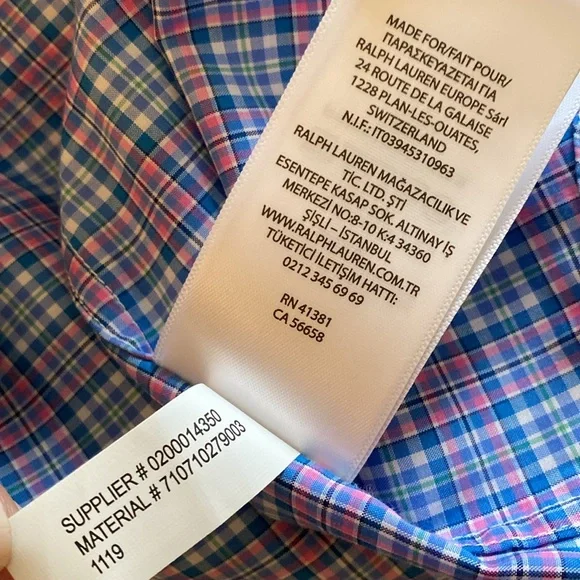 MADE FOR/FAIT POUR/
ΠΑΡΑΣΚΕΥΑΖΕΤΑΙ ΓΙΑ
RALPH LAUREN EUROPE Sárl
24 ROUTE DE LA GALAISE
1228 PLAN-LES-OUATES,
SWITZERLAND
N.I.F.: IT03945310963
RALPH LAUREN MAĞAZACILIK VE
TİC. LTD. ŞTİ
ESENTEPE KASAP SOK. ALTINAY İŞ
MERKEZİ NO:8-10 K:4 34360
ŞİŞLİ – İSTANBUL
WWW.RALPHLAUREN.COM.TR
TÜKETİCİ İLETİŞİM HATTI:
0212 345 69 69
RN 41381
CA 56658
SUPPLIER # 0200014350
MATERIAL # 710710279003
1119